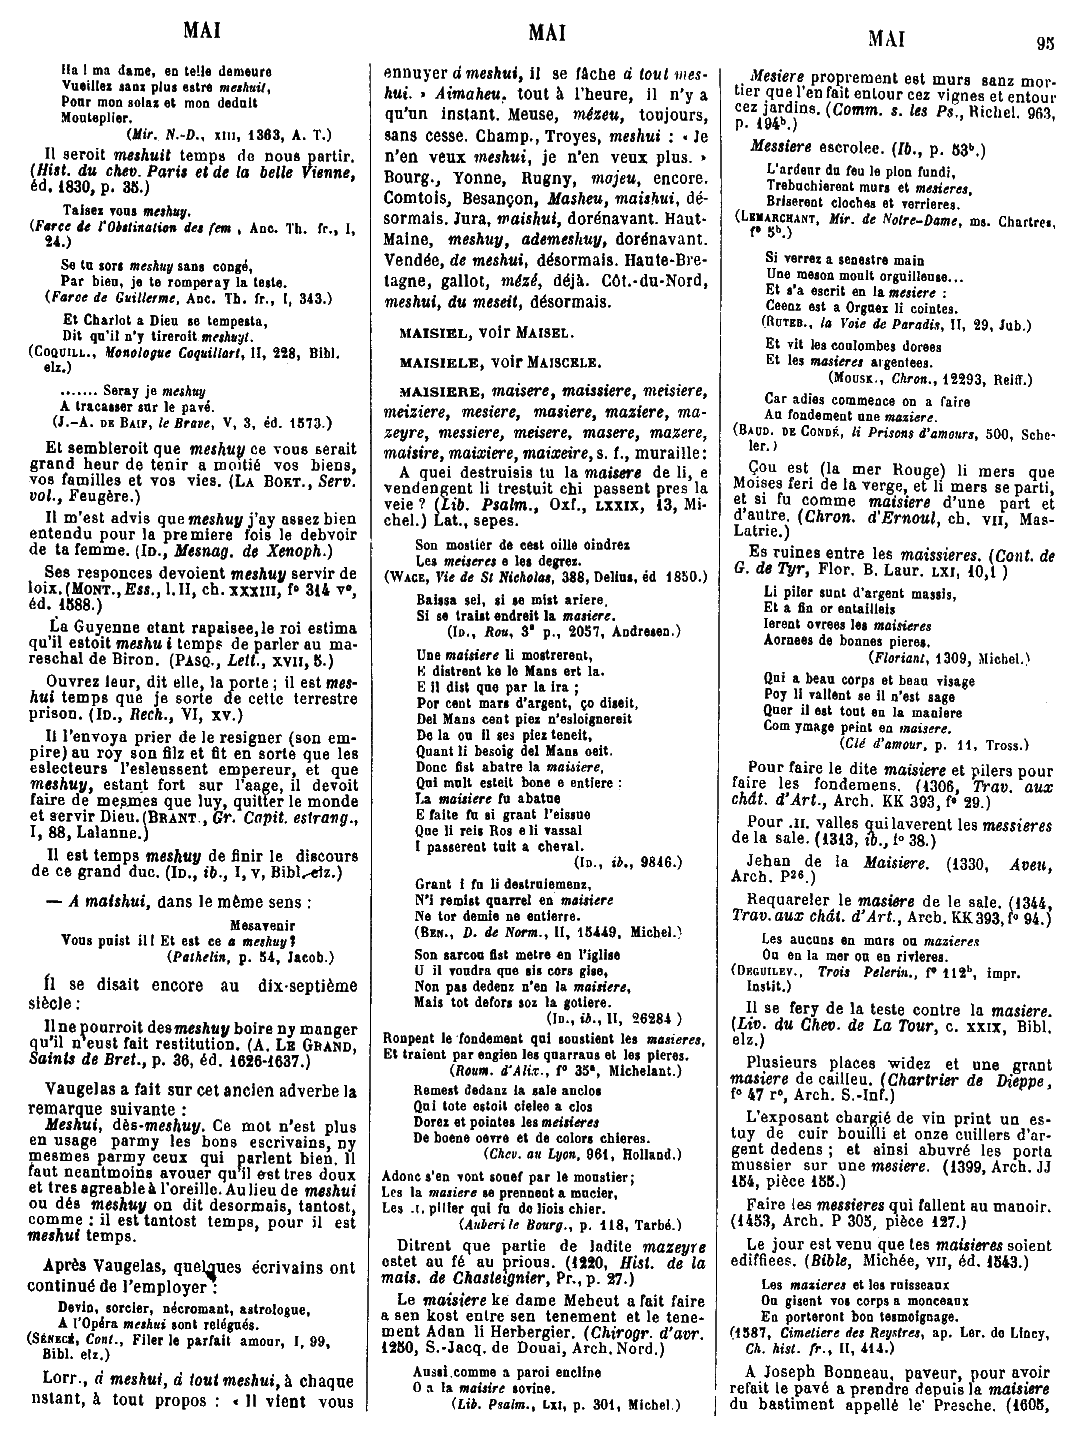 MAI
MAI
MAI
95
Ha ! ma dame, en telle demeure
Vueillez sanz plus estre meshuit,
Pour mon solaz et mon deduit
Mouteplier.
(Mir. N.-D., XIII, 1363, A. T.)
Il seroit meshuit temps de nous partir.
(Hist. du chev. Paris et de la belle Vienne,
éd. 1830, p. 35.)
Taisez vous meshuy.
(Farce de l'Obstination des fem , Anc. Th. fr., I,
24.)
Se tu sors meshuy sans congé,
Par bieu, je te romperay la teste.
(Farce de Guillerme, Anc. Th. fr., I, 343.)
Et Charlot a Dieu se tempesta,
Dit qu'il n'y tireroit meshuyt.
(COQUILL., Monologue Coquillart, II, 228, Bibl.
elz.)
....... Seray je meshuy
A tracasser sur le pavé.
(J.-A. DE BAIF, le Brave, V, 3, éd. 1573.)
Et sembleroit que meshuy ce vous serait
grand heur de tenir a moitié vos biens,
vos familles et vos vies. (LA BOET., Serv.
vol., Feugère.)
Il m'est advis que meshuy j'ay assez bien
entendu pour la premiere fois le debvoir
de ta femme. (ID., Mesnag. de Xenoph.)
Ses responces devoient meshuy servir de
loix. (MONT., Ess., l. II, ch. XXXIII, f° 314 v°,
éd. 1588.)
La Guyenne etant rapaisee, le roi estima
qu'il estoit meshui temps de parler au ma-
reschal de Biron. (PASQ., Lett., XVII, 5.)
Ouvrez leur, dit elle, la porte ; il est mes-
hui temps que je sorte de cette terrestre
prison. (ID., Rech., VI, XV.)
Il l'envoya prier de le resigner (son em-
pire) au roy son filz et fit en sorte que les
eslecteurs l'esleussent empereur, et que
meshuy, estant fort sur l'aage, il devoit
faire de mesmes que luy, quitter le monde
et servir Dieu. (BRANT., Gr. Capit. estrang.,
I, 88, Lalanne.)
Il est temps meshuy de finir le discours
de ce grand duc. (ID., ib., I, V, Bibl. elz.)
— A maishui, dans le même sens :
Mesavenir
Vous puist il ! Et est ce a meshuy ?
(Pathelin, p. 54, Jacob.)
Il se disait encore au dix-septième
siècle :
Il ne pourroit des meshuy boire ny manger
qu'il n'eust fait restitution. (A. LE GRAND,
Saints de Bret., p. 36, éd. 1626-1637.)
Vaugelas a fait sur cet ancien adverbe la
remarque suivante :
Meshui, dès-meshuy. Ce mot n'est plus
en usage parmy les bons escrivains, ny
mesmes parmy ceux qui parlent bien. Il
faut neantmoins avouer qu'il est tres doux
et tres agreable à l'oreille. Au lieu de meshui
ou dés meshuy on dit desormais, tantost,
comme : il est tantost temps, pour il est
meshui temps.
Après Vaugelas, quelques écrivains ont
continué de l'employer :
Devin, sorcier, nécromant, astrologue,
A l'Opéra meshui sont relégués.
(SÉNECÉ, Cont., Filer le parfait amour, I, 99,
Bibl. elz.)
Lorr., à meshui, à tout meshui, à chaque
nstant, à tout propos : « Il vient vous
ennuyer à meshui, il se fâche à tout mes-
hui. » Aimaheu, tout à l'heure, il n'y a
qu'un instant. Meuse, mézeu, toujours,
sans cesse. Champ., Troyes, meshui : « Je
n'en veux meshui, je n'en veux plus. »
Bourg., Yonne, Rugny, majeu, encore.
Comtois, Besançon, Masheu, maishui, dé-
sormais. Jura, maishui, dorénavant. Haut-
Maine, meshuy, ademeshuy, dorénavant.
Vendée, de meshui, désormais. Haute-Bre-
tagne, gallot, mézé, déjà. Côt.-du-Nord,
meshui, du meseit, désormais.
MAISIEL, voir MAISEL.
MAISIELE, voir MAISCELE.
MAISIERE, maisere, maissiere, meisiere,
meiziere, mesiere, masiere, maziere, ma-
zeyre, messiere, meisere, masere, mazere,
maisire, maixiere, maixeire, s. f., muraille :
A quei destruisis tu la maisere de li, e
vendengent li trestuit chi passent pres la
veie ? (Lib. Psalm., Oxf., LXXIX, 13, Mi-
chel.) Lat., sepes.
Son mostier de cest oille oindrez
Les meiseres e les degrez.
(WACE, Vie de St Nicholas, 388, Delius, éd 1850.)
Baissa sei, si se mist ariere,
Si se traist endreit la masiere.
(ID., Rou, 3ᵉ p., 2057, Andresen.)
Une maisiere li mostrerent,
E distrent ke le Mans ert la.
E il dist que par la ira ;
Por cent mars d'argent, ço diseit,
Del Mans cent piez n'esloignereit
De la ou il ses piez teneit,
Quant li besoig del Mans oeit.
Donc fist abatre la maisiere,
Qui mult esteit bone e entiere :
La maisiere fu abatue
E faite fu si grant l'eissue
Que li reis Ros e li vassal
I passerent tuit a cheval.
(ID., ib., 9846.)
Grant i fu li destruiemenz,
N'i remist quarrel en maisiere
Ne tor demie ne entierre.
(BEN., D. de Norm., II, 15449, Michel.)
Son sarcou fist metre en l'iglise
U il voudra que sis cors gise,
Non pas dedenz n'en la maisiere,
Mais tot defors soz la gotiere.
(ID., ib., II, 26284.)
Ronpent le fondement qui soustient les masieres,
Et traient par engien les quarraus et les pieres.
(Roum. d'Alix., f° 35ᵃ, Michelant.)
Remest dedanz la sale anclos
Qui tote estoit cielee a clos
Dorez et pointes les meisieres
De boene oevre et de colors chieres.
(Chev. au Lyon, 961, Holland.)
Adonc s'en vont souef par le monstier ;
Les la masiere se prennent a mucier,
Les .I. piller qui fu de liois chier.
(Auberi le Bourg., p. 118, Tarbé.)
Ditrent que partie de ladite mazeyre
estet au fé au prious. (1220, Hist. de la
mais. de Chasteignier, Pr., p. 27.)
Le maisiere ke dame Meheut a fait faire
a sen kost entre sen tenement et le tene-
ment Adan li Herbergier. (Chirogr. d'avr.
1250, S.-Jacq. de Douai, Arch. Nord.)
Aussi comme a paroi encline
O a la maisire sovine.
(Lib. Psalm., LXI, p. 301, Michel.)
Mesiere proprement est murs sanz mor-
tier que l'en fait entour cez vignes et entour
cez jardins. (Comm. s. les Ps., Richel. 963,
p. 194ᵇ.)
Messiere escrolee. (Ib., p. 53ᵇ.)
L'ardeur du feu le plon fundi,
Trebuchierent murs et mesieres,
Briserent cloches et verrieres.
(LEMARCHANT, Mir. de Notre-Dame, ms. Chartres,
f° 5ᵇ.)
Si verrez a senestre main
Une meson moult orguilleuse...
Et s'a escrit en la mesiere :
Ceenz est a Orguex li cointes.
(RUTEB., la Voie de Paradis, II, 29, Jub.)
Et vit les coulombes dorees
Et les masieres argentees.
(MOUSK., Chron., 12293, Reiff.)
Car adies commence on a faire
Au fondement une maziere.
(BAUD. DE CONDÉ, li Prisons d'amours, 500, Sche-
ler.)
Çou est (la mer Rouge) li mers que
Moises feri de la verge, et li mers se parti,
et si fu comme maisiere d'une part et
d'autre. (Chron. d'Ernoul, ch. VII, Mas-
Latrie.)
Es ruines entre les maissieres. (Cont. de
G. de Tyr, Flor. B. Laur. LXI, 10,1 )
Li piler sunt d'argent massis,
Et a fin or entailleis
Ierent ovrees les maisieres
Aornees de bonnes pieres.
(Floriant, 1309, Michel.)
Qui a beau corps et beau visage
Poy li vallent se il n'est sage
Quer il est tout en la maniere
Com ymage peint en maisere.
(Clé d'amour, p. 11, Tross.)
Pour faire le dite maisiere et pilers pour
faire les fondemens. (1306, Trav. aux
chât. d'Art., Arch. KK 393, f° 29.)
Pour .II. valles qui laverent les messieres
de la sale. (1313, ib., f° 38.)
Jehan de la Maisiere. (1330, Aveu,
Arch. P²⁶.)
Requareler le masiere de le sale. (1344,
Trav. aux chât. d'Art., Arch. KK 393, f° 94.)
Les aucuns en murs ou mazieres
Ou en la mer ou en rivieres.
(DEGUILEV., Trois Pelerin., f° 112ᵇ, impr.
Instit.)
Il se fery de la teste contre la masiere.
(Liv. du Chev. de La Tour, c. XXIX, Bibl.
elz.)
Plusieurs places widez et une grant
masiere de cailleu. (Chartrier de Dieppe,
f° 47 r°, Arch. S.-Inf.)
L'exposant chargié de vin print un es-
tuy de cuir bouilli et onze cuillers d'ar-
gent dedens ; et ainsi abuvré les porta
mussier sur une mesiere. (1399, Arch. JJ
154, pièce 155.)
Faire les messieres qui fallent au manoir.
(1453, Arch. P 305, pièce 127.)
Le jour est venu que tes maisieres soient
ediffiees. (Bible, Michée, VII, éd. 1543.)
Les mazieres et les ruisseaux
Ou gisent vos corps a monceaux
En porteront bon tesmoignage.
(1587, Cimetiere des Reystres, ap. Ler. de Lincy,
Ch. hist. fr., II, 414.)
A Joseph Bonneau, paveur, pour avoir
refait le pavé a prendre depuis la maisiere
du bastiment appellé le Presche. (1605,